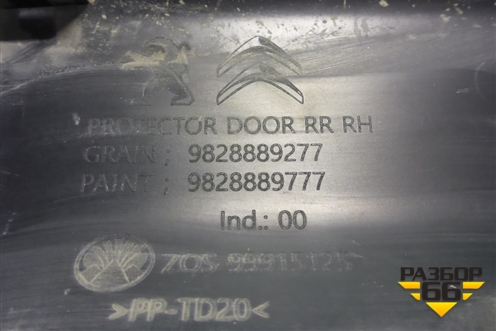 PROTECTOR DOOR RR RH
GRAIN : 9828889277
PAINT : 9828889777
Ind.: 00
>PP-TD20<
РАЗБОР
66